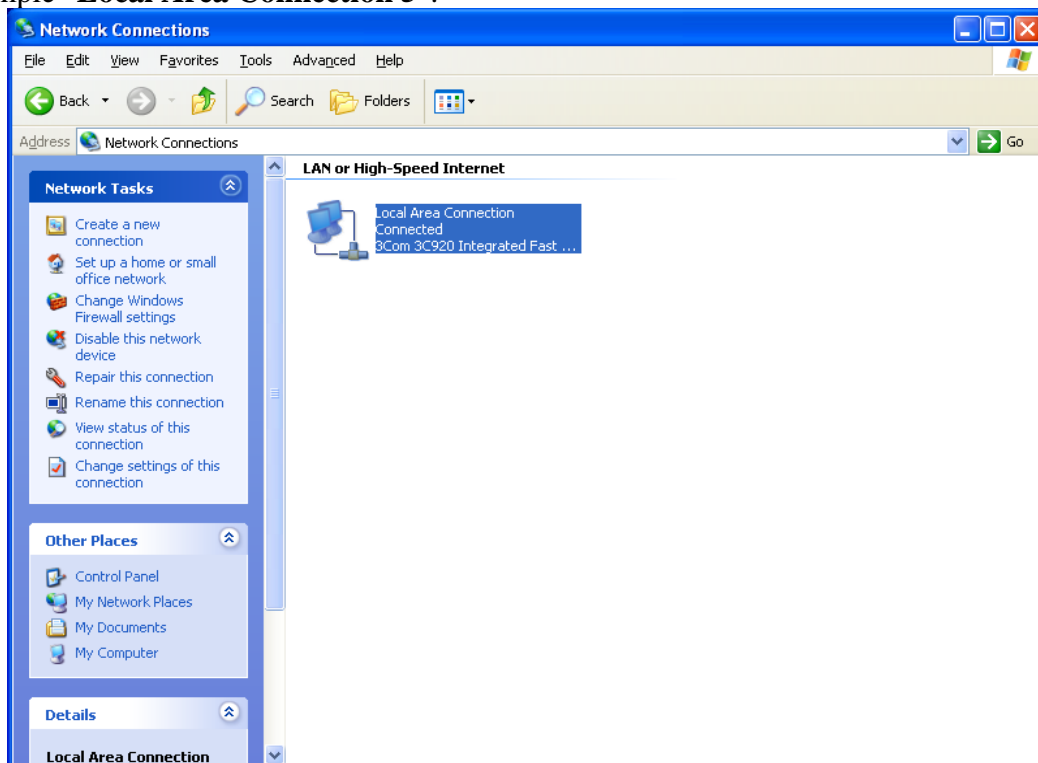 Local Area Connection
Network Connections
File Edit View Favorites Tools Advanced Help
Back Search Folders
Address Network Connections Go
LAN or High-Speed Internet
Local Area Connection
Connected
3Com 3C920 Integrated Fast ...
Network Tasks
Create a new
connection
Set up a home or small
office network
Change Windows
Firewall settings
Disable this network
device
Repair this connection
Rename this connection
View status of this
connection
Change settings of this
connection
Other Places
Control Panel
My Network Places
My Documents
My Computer
Details
Local Area Connection